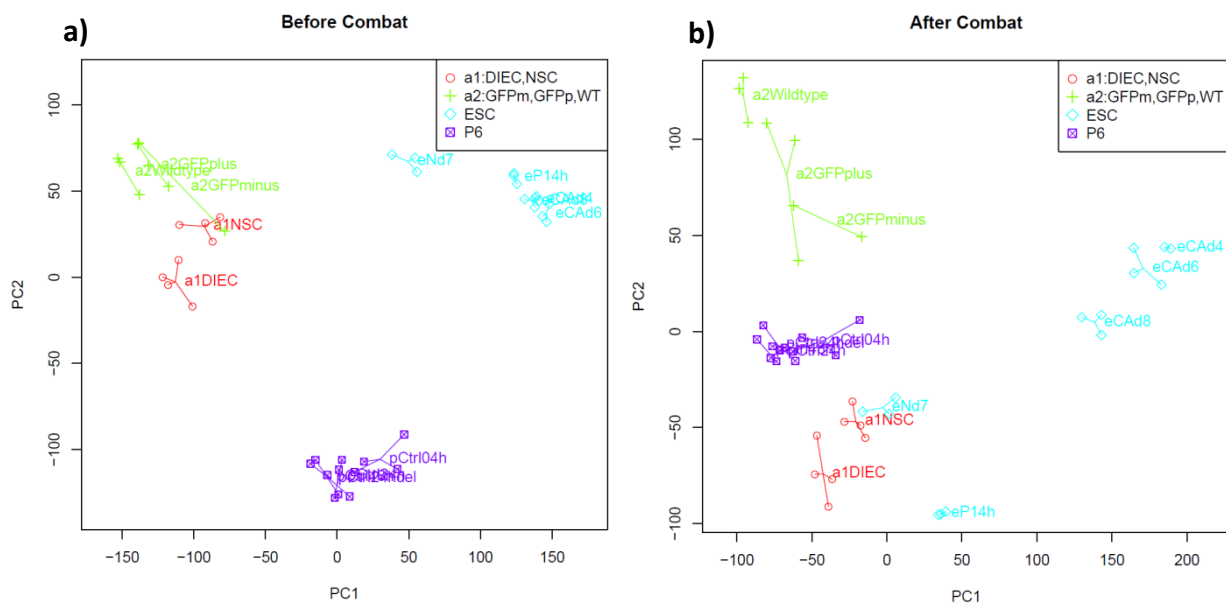 a)
Before Combat
a1:DIEC,NSC
a2:GFPm,GFPp,WT
ESC
P6
a2GFPplus
a2Wildtype
a2GFPminus
a1NSC
a1DIEC
eNd7
eP14h
eCAd4
eCAd8
eCAd6
pCtrl04h
100
50
0
−50
−100
PC2
−150
−100
−50
0
50
100
150
PC1
b)
After Combat
a1:DIEC,NSC
a2:GFPm,GFPp,WT
ESC
P6
a2Wildtype
a2GFPplus
a2GFPminus
eCAd4
eCAd6
eCAd8
pCtrl04h
eNd7
a1NSC
a1DIEC
eP14h
100
50
0
−50
−100
PC2
−100
−50
0
50
100
150
200
PC1